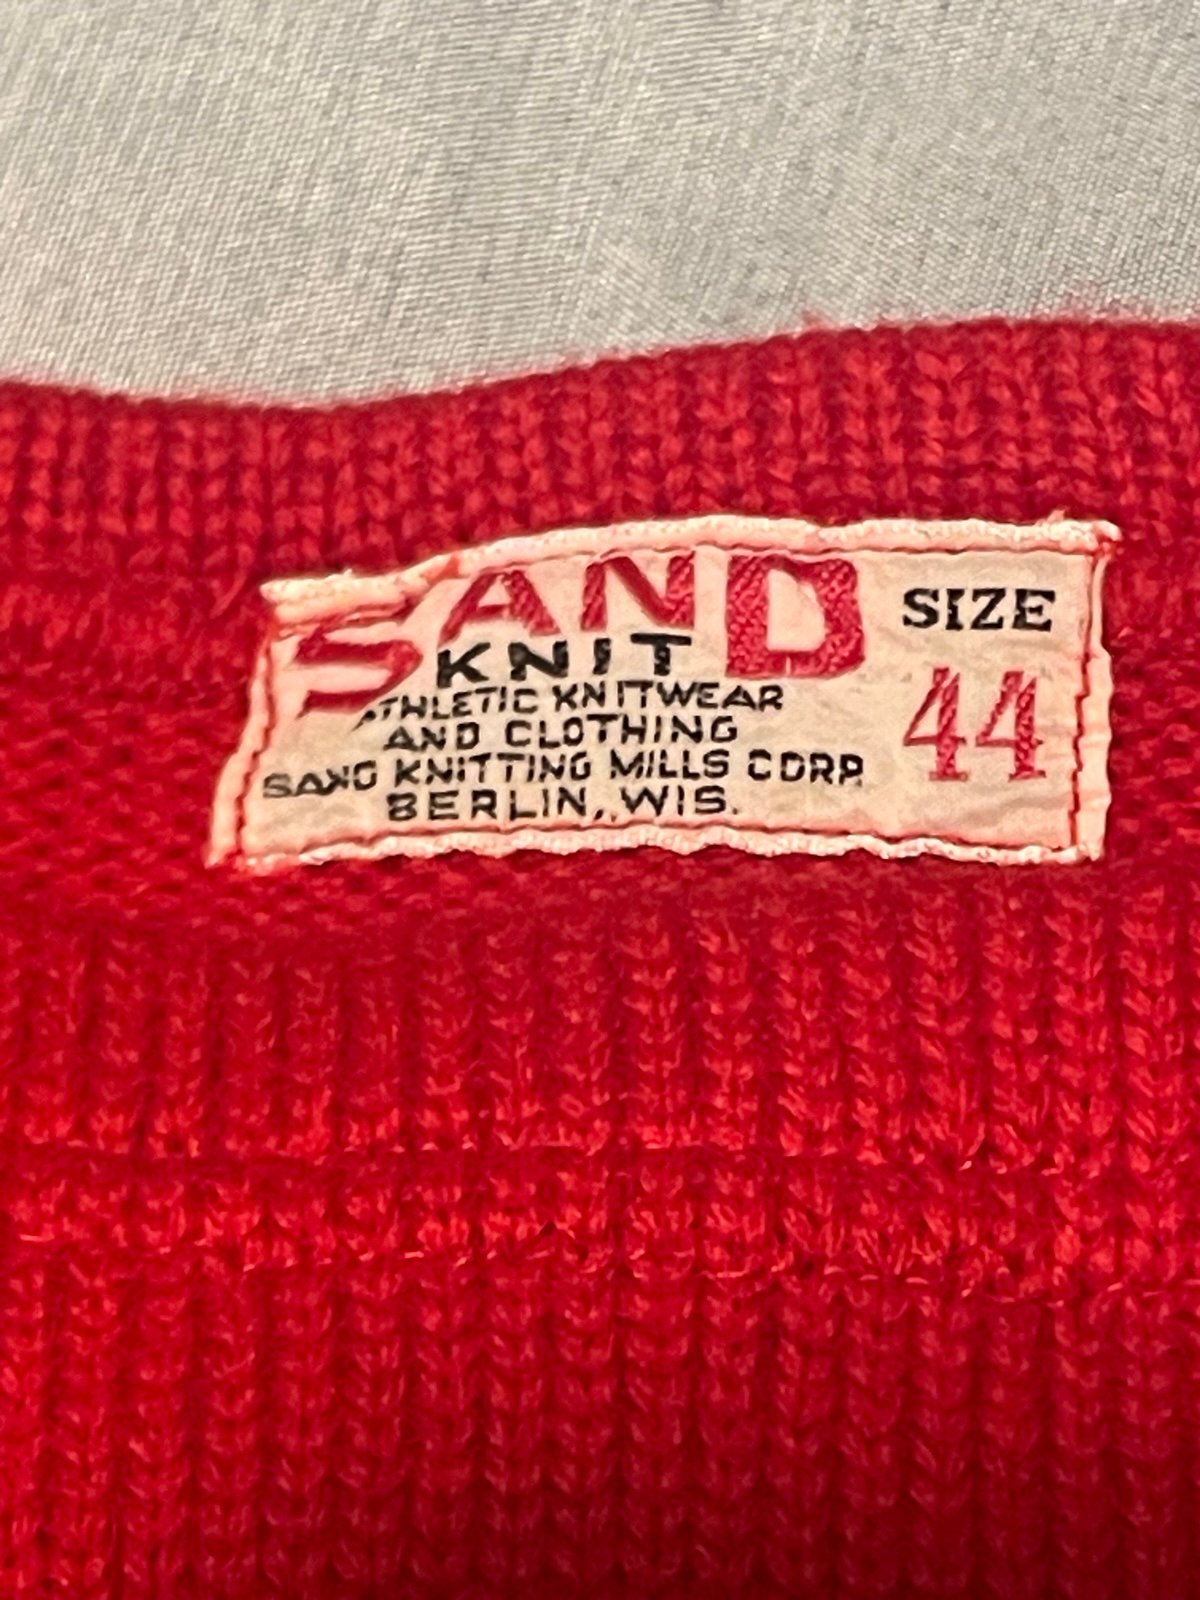 SAND
KNIT
ATHLETIC KNITWEAR
AND CLOTHING
SAND KNITTING MILLS CORP.
BERLIN, WIS.
SIZE
44